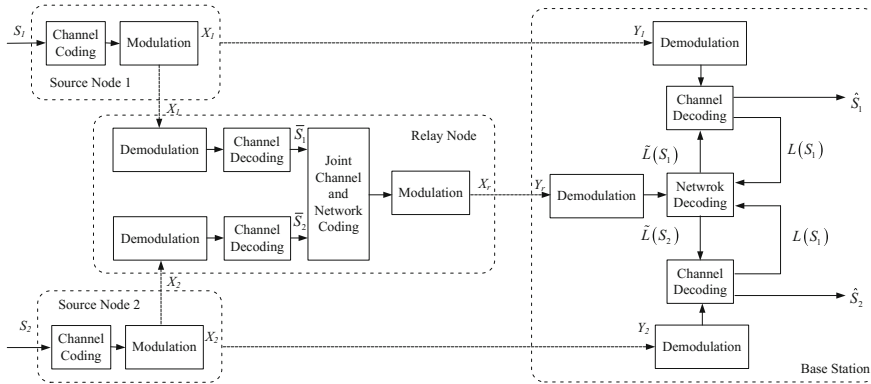 S₁
Channel
Coding
Modulation
X₁
Source Node 1
X₁
Y₁
Demodulation
Channel
Decoding
Ŝ₁
L̃(S₁)
L(S₁)
Relay Node
Demodulation
Channel
Decoding
S̄₁
Joint
Channel
and
Network
Coding
Modulation
Xᵣ
Yᵣ
Demodulation
Netwrok
Decoding
Demodulation
Channel
Decoding
S̄₂
L̃(S₂)
L(S₁)
Channel
Decoding
Ŝ₂
X₂
Source Node 2
S₂
Channel
Coding
Modulation
X₂
Y₂
Demodulation
Base Station